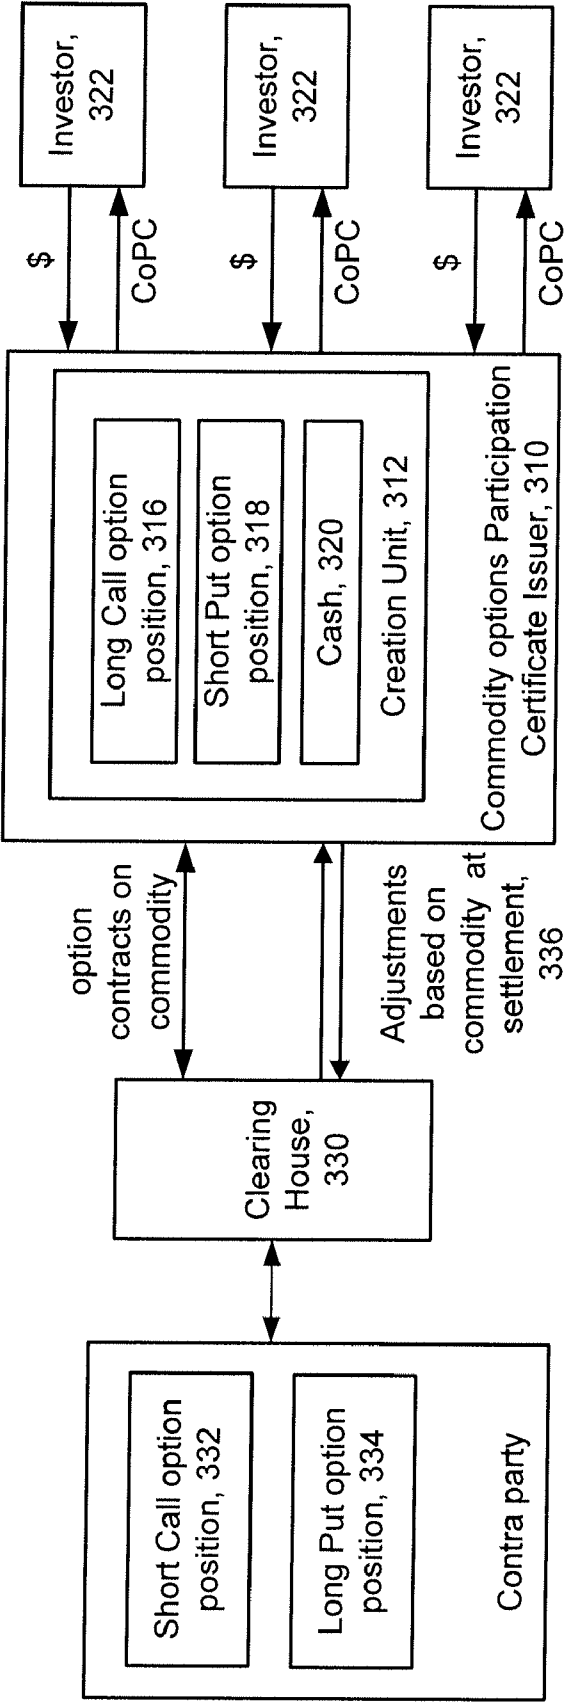 Short Call option
position, 332
Long Put option
position, 334
Contra party
Clearing
House,
330
option
contracts on
commodity
Adjustments
based on
commodity at
settlement,
336
Long Call option
position, 316
Short Put option
position, 318
Cash, 320
Creation Unit, 312
Commodity options Participation
Certificate Issuer, 310
$
CoPC
$
CoPC
$
CoPC
Investor,
322
Investor,
322
Investor,
322